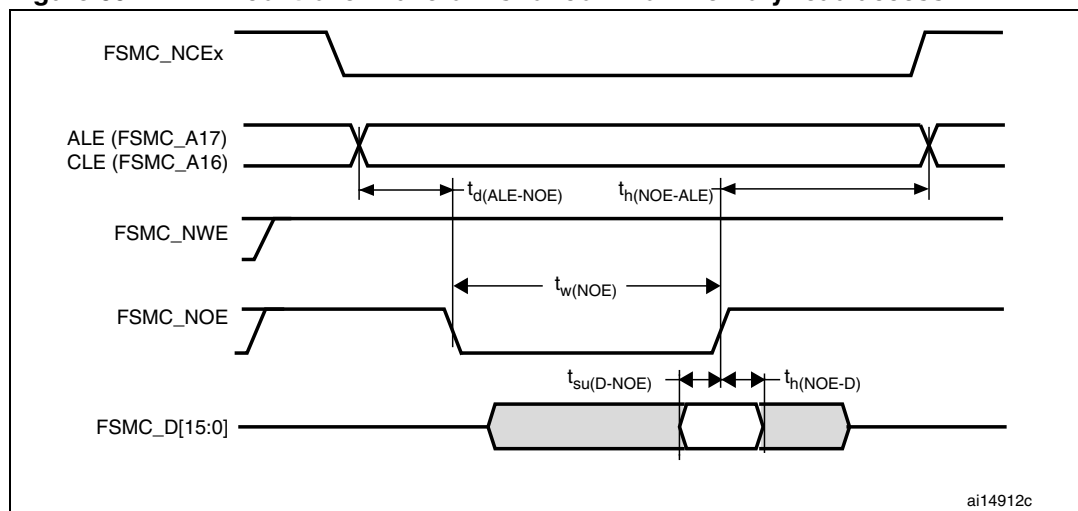 FSMC_NCEx
ALE (FSMC_A17)
CLE (FSMC_A16)
td(ALE-NOE)
th(NOE-ALE)
FSMC_NWE
tw(NOE)
FSMC_NOE
tsu(D-NOE)
th(NOE-D)
FSMC_D[15:0]
ai14912c